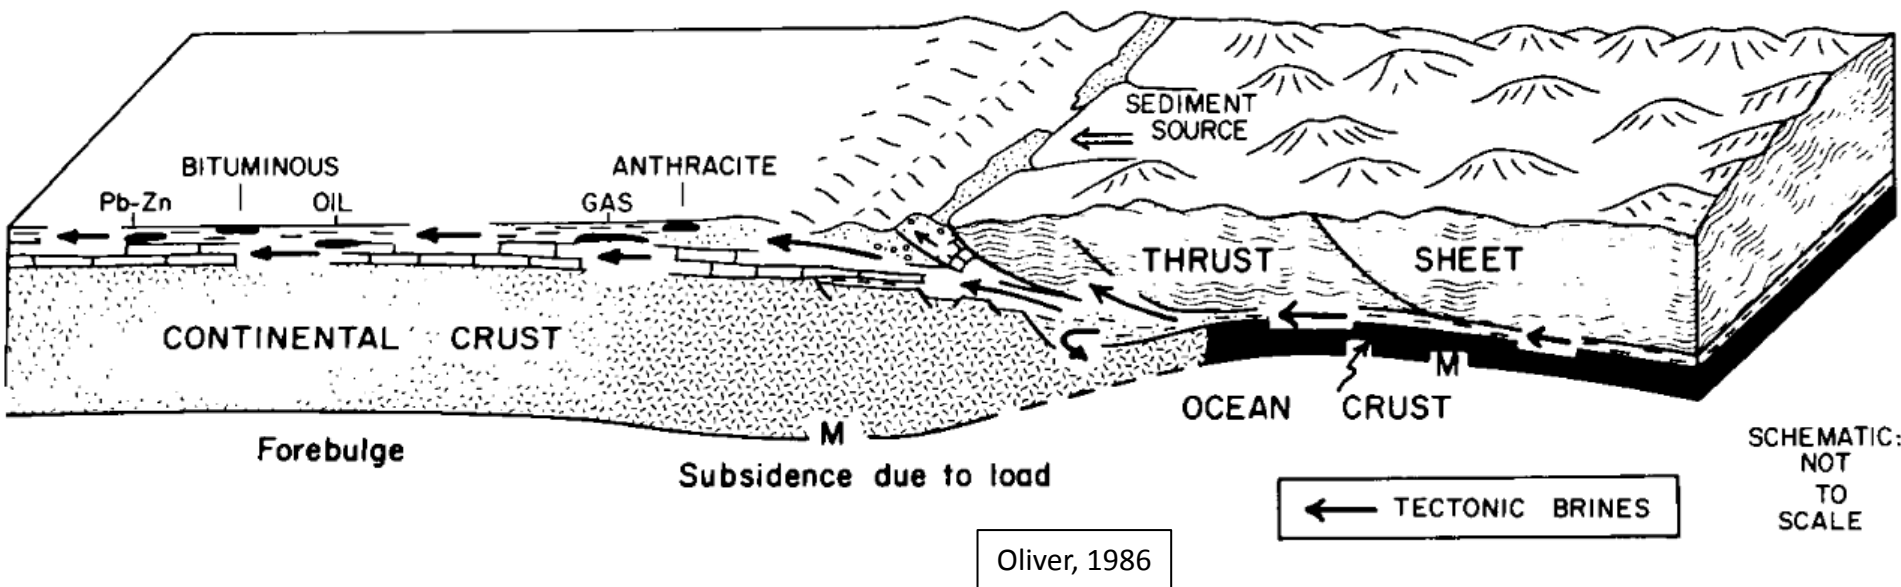 SEDIMENT
SOURCE
BITUMINOUS
ANTHRACITE
Pb-Zn
OIL
GAS
THRUST SHEET
CONTINENTAL CRUST
M
OCEAN CRUST
M
Forebulge
Subsidence due to load
SCHEMATIC:
NOT
TO
SCALE
TECTONIC BRINES
Oliver, 1986